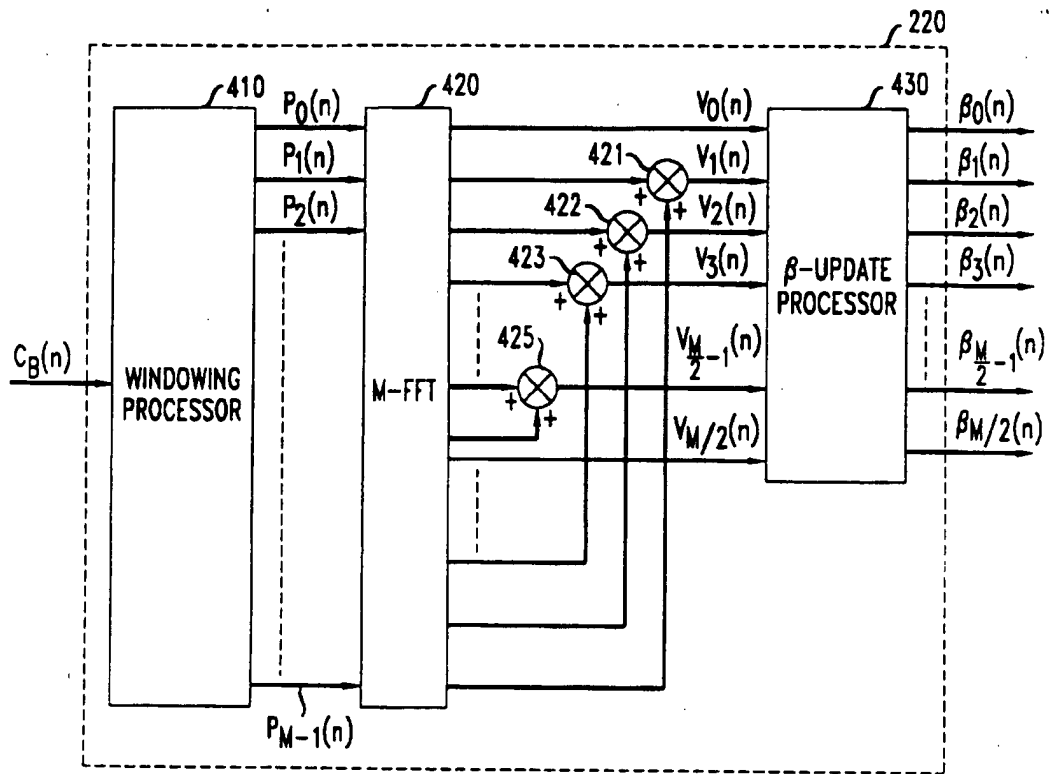 220
410
420
430
P0(n)
P1(n)
P2(n)
PM−1(n)
CB(n)
WINDOWING
PROCESSOR
M-FFT
421
422
423
425
+ +
+ +
+ +
+ +
V0(n)
V1(n)
V2(n)
V3(n)
VM/2−1(n)
VM/2(n)
β-UPDATE
PROCESSOR
β0(n)
β1(n)
β2(n)
β3(n)
βM/2−1(n)
βM/2(n)